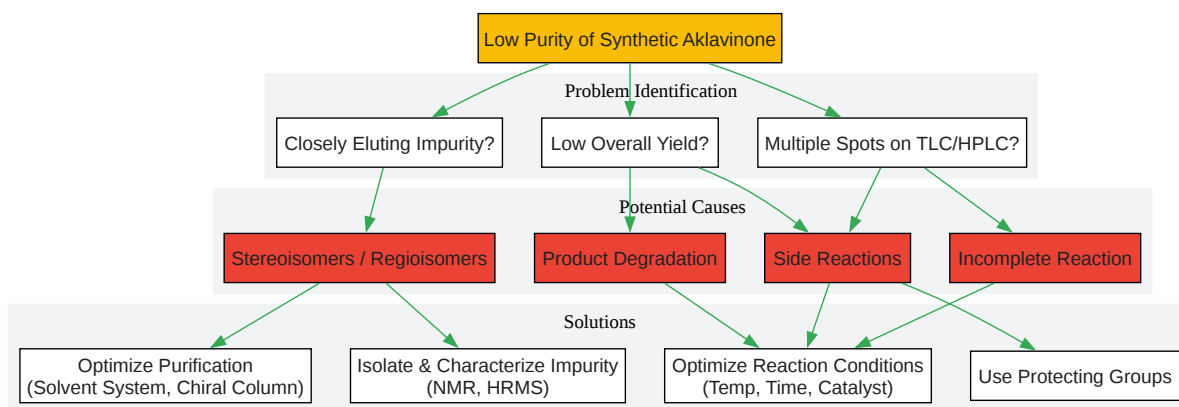 Low Purity of Synthetic Aklavinone
Problem Identification
Closely Eluting Impurity?
Low Overall Yield?
Multiple Spots on TLC/HPLC?
Potential Causes
Stereoisomers / Regioisomers
Product Degradation
Side Reactions
Incomplete Reaction
Solutions
Optimize Purification
(Solvent System, Chiral Column)
Isolate & Characterize Impurity
(NMR, HRMS)
Optimize Reaction Conditions
(Temp, Time, Catalyst)
Use Protecting Groups